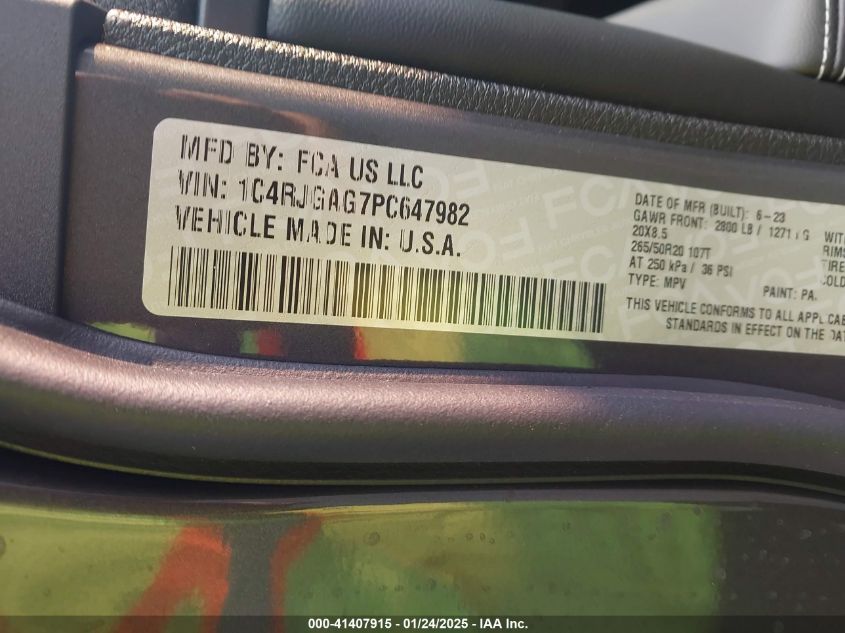 MFD BY: FCA US LLC
VIN: 1C4RJGAG7PC647982
VEHICLE MADE IN: U.S.A.
DATE OF MFR (BUILT): 6-23
GAWR FRONT: 2800 LB / 1271 G
20X8.5
265/50R20 107T
AT 250 kPa / 36 PSI
TYPE: MPV
PAINT: PA
THIS VEHICLE CONFORMS TO ALL
STANDARDS IN EFFECT ON THE
000-41407915 - 01/24/2025 - IAA Inc.